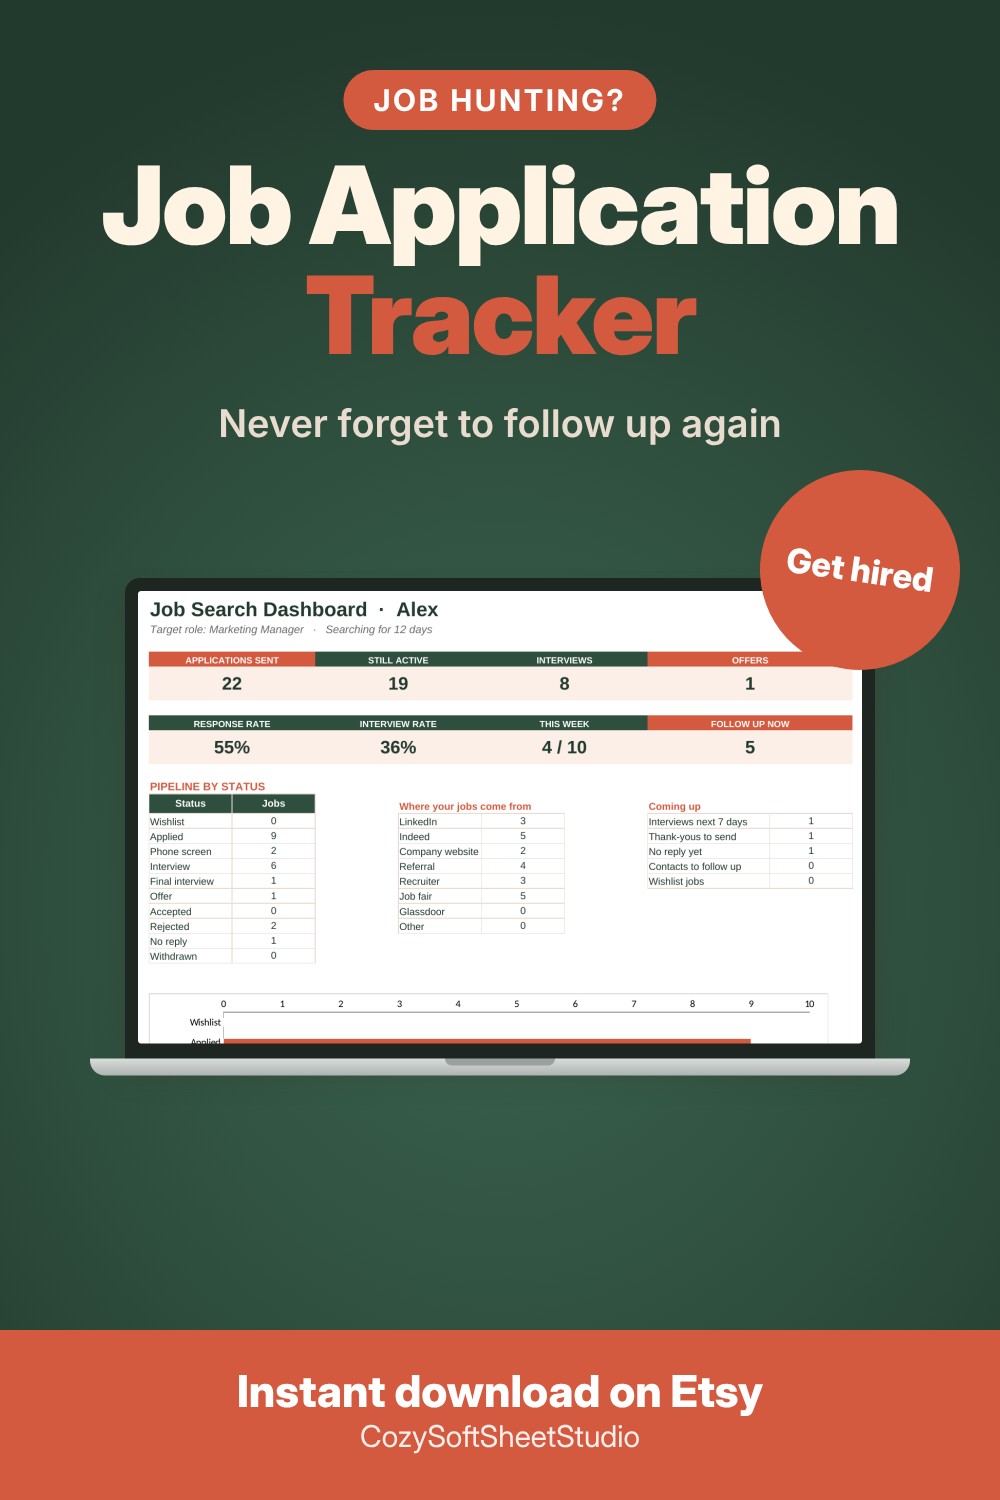 JOB HUNTING?
Job Application
Tracker
Never forget to follow up again
Get hired
Job Search Dashboard · Alex
Target role: Marketing Manager · Searching for 12 days
APPLICATIONS SENT STILL ACTIVE INTERVIEWS OFFERS
22 19 8 1
RESPONSE RATE INTERVIEW RATE THIS WEEK FOLLOW UP NOW
55% 36% 4 / 10 5
PIPELINE BY STATUS
Status Jobs
Wishlist 0
Applied 9
Phone screen 2
Interview 6
Final interview 1
Offer 1
Accepted 0
Rejected 2
No reply 1
Withdrawn 0
Where your jobs come from
LinkedIn 3
Indeed 5
Company website 2
Referral 4
Recruiter 3
Job fair 5
Glassdoor 0
Other 0
Coming up
Interviews next 7 days 1
Thank-yous to send 1
No reply yet 1
Contacts to follow up 0
Wishlist jobs 0
0 1 2 3 4 5 6 7 8 9 10
Wishlist
Applied
Instant download on Etsy
CozySoftSheetStudio